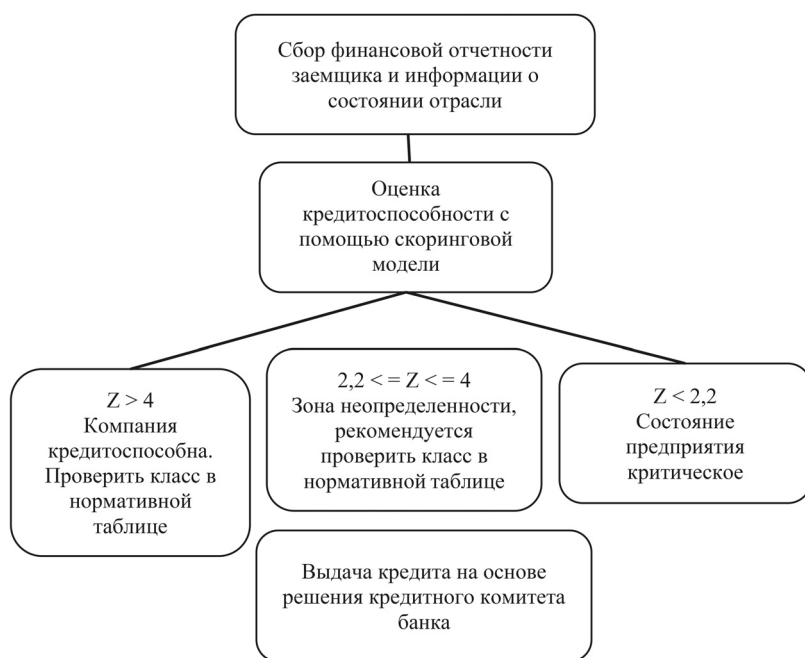 Сбор финансовой отчетности
заемщика и информации о
состоянии отрасли
Оценка
кредитоспособности с
помощью скоринговой
модели
Z > 4
Компания
кредитоспособна.
Проверить класс в
нормативной
таблице
2,2 < = Z < = 4
Зона неопределенности,
рекомендуется
проверить класс в
нормативной таблице
Z < 2,2
Состояние
предприятия
критическое
Выдача кредита на основе
решения кредитного комитета
банка